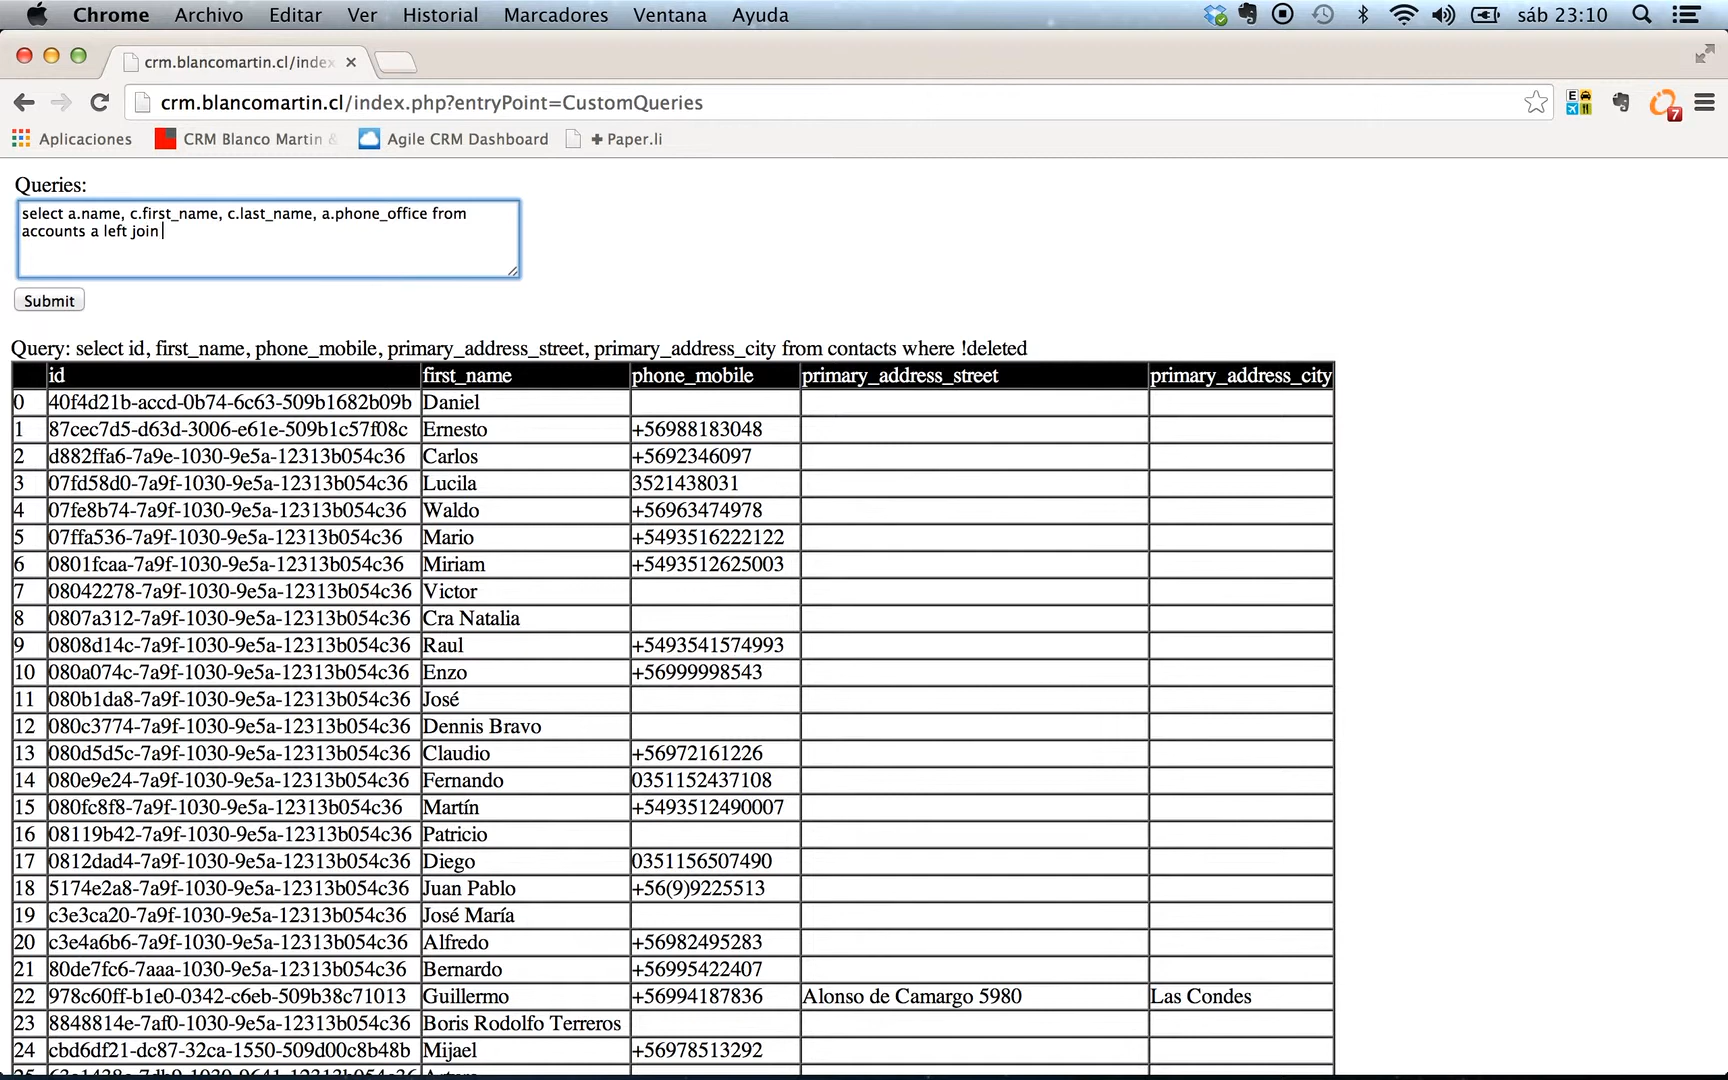 Chrome Archivo Editar Ver Historial Marcadores Ventana Ayuda sáb 23:10
crm.blancomartin.cl/index
crm.blancomartin.cl/index.php?entryPoint=CustomQueries
7
Aplicaciones CRM Blanco Martin & Agile CRM Dashboard + Paper.li
Queries:
select a.name, c.first_name, c.last_name, a.phone_office from
accounts a left join
Submit
Query: select id, first_name, phone_mobile, primary_address_street, primary_address_city from contacts where !deleted
id first_name phone_mobile primary_address_street primary_address_city
0 40f4d21b-accd-0b74-6c63-509b1682b09b Daniel
1 87cec7d5-d63d-3006-e61e-509b1c57f08c Ernesto +56988183048
2 d882ffa6-7a9e-1030-9e5a-12313b054c36 Carlos +5692346097
3 07fd58d0-7a9f-1030-9e5a-12313b054c36 Lucila 3521438031
4 07fe8b74-7a9f-1030-9e5a-12313b054c36 Waldo +56963474978
5 07ffa536-7a9f-1030-9e5a-12313b054c36 Mario +5493516222122
6 0801fcaa-7a9f-1030-9e5a-12313b054c36 Miriam +5493512625003
7 08042278-7a9f-1030-9e5a-12313b054c36 Victor
8 0807a312-7a9f-1030-9e5a-12313b054c36 Cra Natalia
9 0808d14c-7a9f-1030-9e5a-12313b054c36 Raul +5493541574993
10 080a074c-7a9f-1030-9e5a-12313b054c36 Enzo +56999998543
11 080b1da8-7a9f-1030-9e5a-12313b054c36 José
12 080c3774-7a9f-1030-9e5a-12313b054c36 Dennis Bravo
13 080d5d5c-7a9f-1030-9e5a-12313b054c36 Claudio +56972161226
14 080e9e24-7a9f-1030-9e5a-12313b054c36 Fernando 0351152437108
15 080fc8f8-7a9f-1030-9e5a-12313b054c36 Martín +5493512490007
16 08119b42-7a9f-1030-9e5a-12313b054c36 Patricio
17 0812dad4-7a9f-1030-9e5a-12313b054c36 Diego 0351156507490
18 5174e2a8-7a9f-1030-9e5a-12313b054c36 Juan Pablo +56(9)9225513
19 c3e3ca20-7a9f-1030-9e5a-12313b054c36 José María
20 c3e4a6b6-7a9f-1030-9e5a-12313b054c36 Alfredo +56982495283
21 80de7fc6-7aaa-1030-9e5a-12313b054c36 Bernardo +56995422407
22 978c60ff-b1e0-0342-c6eb-509b38c71013 Guillermo +56994187836 Alonso de Camargo 5980 Las Condes
23 8848814e-7af0-1030-9e5a-12313b054c36 Boris Rodolfo Terreros
24 cbd6df21-dc87-32ca-1550-509d00c8b48b Mijael +56978513292